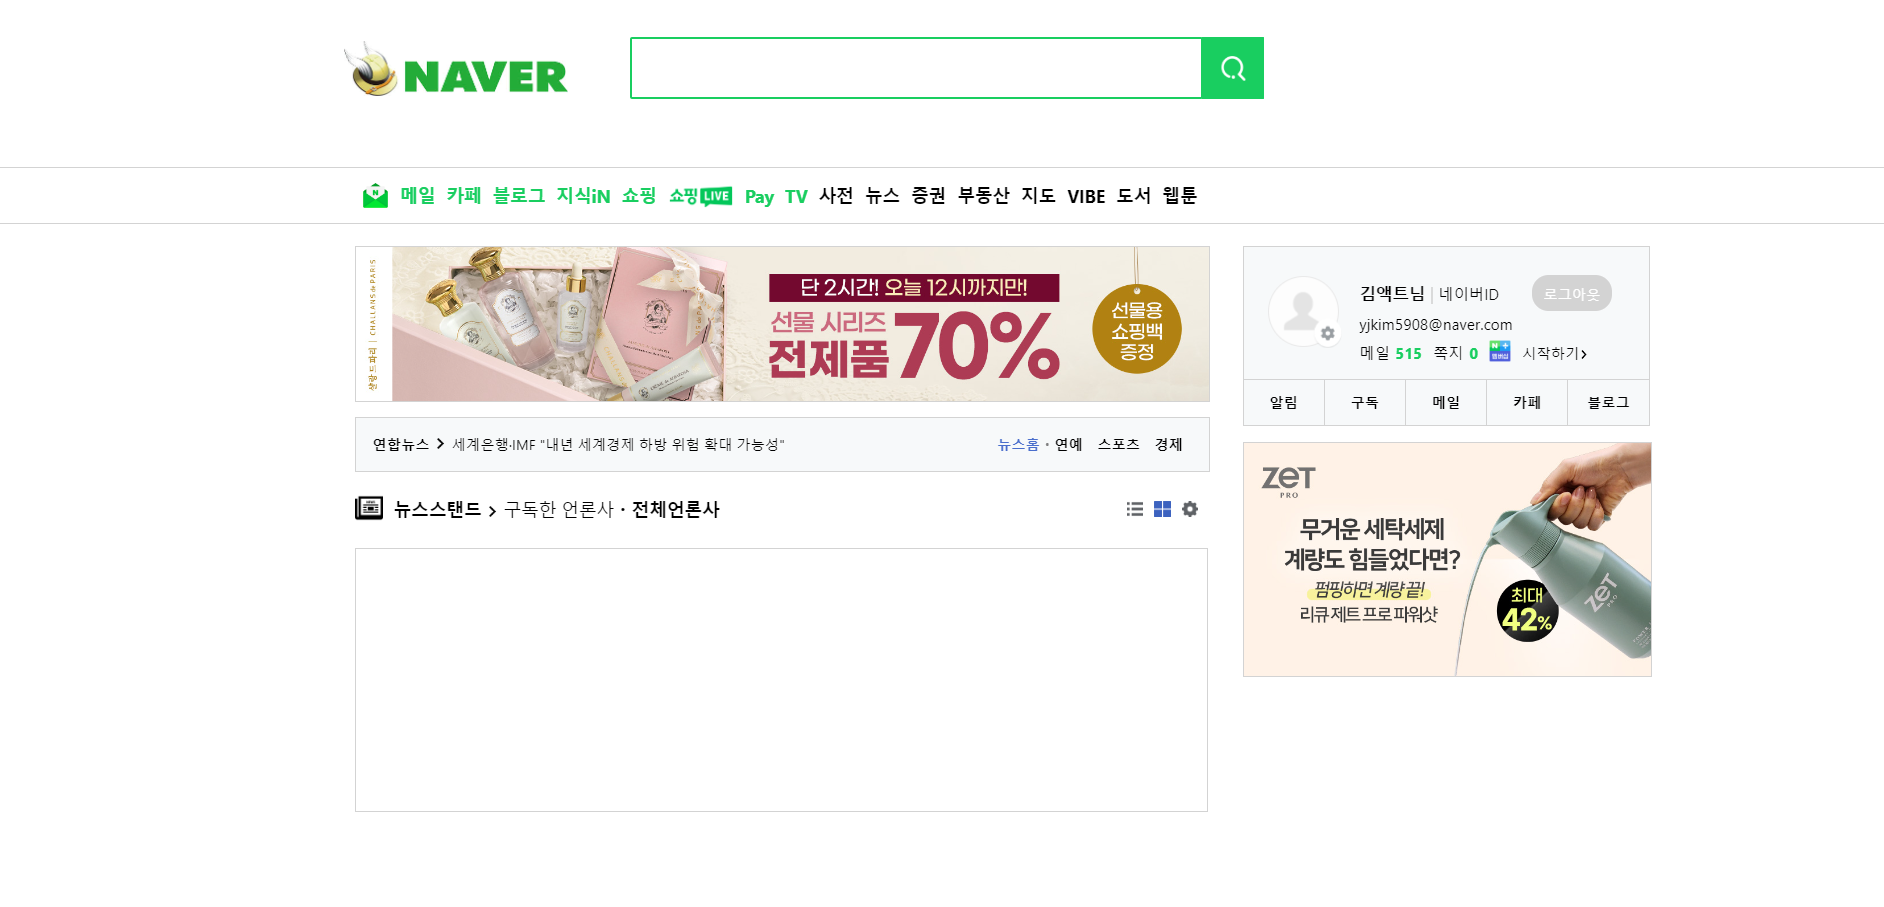 NAVER
메일 카페 블로그 지식iN 쇼핑 쇼핑LIVE Pay TV 사전 뉴스 증권 부동산 지도 VIBE 도서 웹툰
샬랑드파리 | CHALLANS de PARIS
단 2시간! 오늘 12시까지만!
선물 시리즈
전제품 70%
선물용
쇼핑백
증정
김액트님 | 네이버ID 로그아웃
yjkim5908@naver.com
메일 515 쪽지 0 N+ 멤버십 시작하기
알림 구독 메일 카페 블로그
연합뉴스 > 세계은행·IMF "내년 세계경제 하방 위험 확대 가능성" 뉴스홈 · 연예 스포츠 경제
뉴스스탠드 > 구독한 언론사 · 전체언론사
ZET
PRO
무거운 세탁세제
계량도 힘들었다면?
펌핑하면 계량 끝!
리큐 제트 프로 파워샷
최대
42%
ZET
PRO